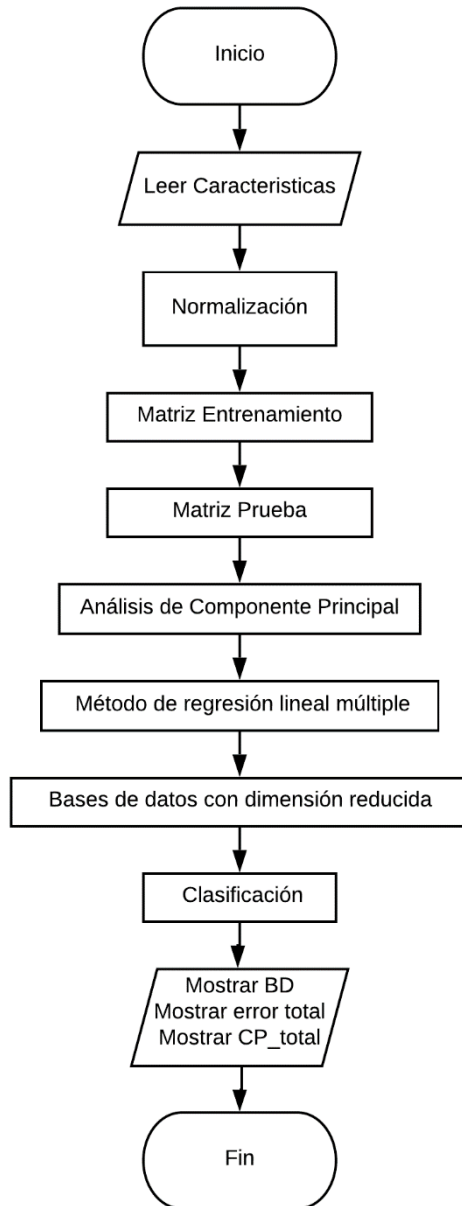 Inicio
Leer Caracteristicas
Normalización
Matriz Entrenamiento
Matriz Prueba
Análisis de Componente Principal
Método de regresión lineal múltiple
Bases de datos con dimensión reducida
Clasificación
Mostrar BD
Mostrar error total
Mostrar CP_total
Fin